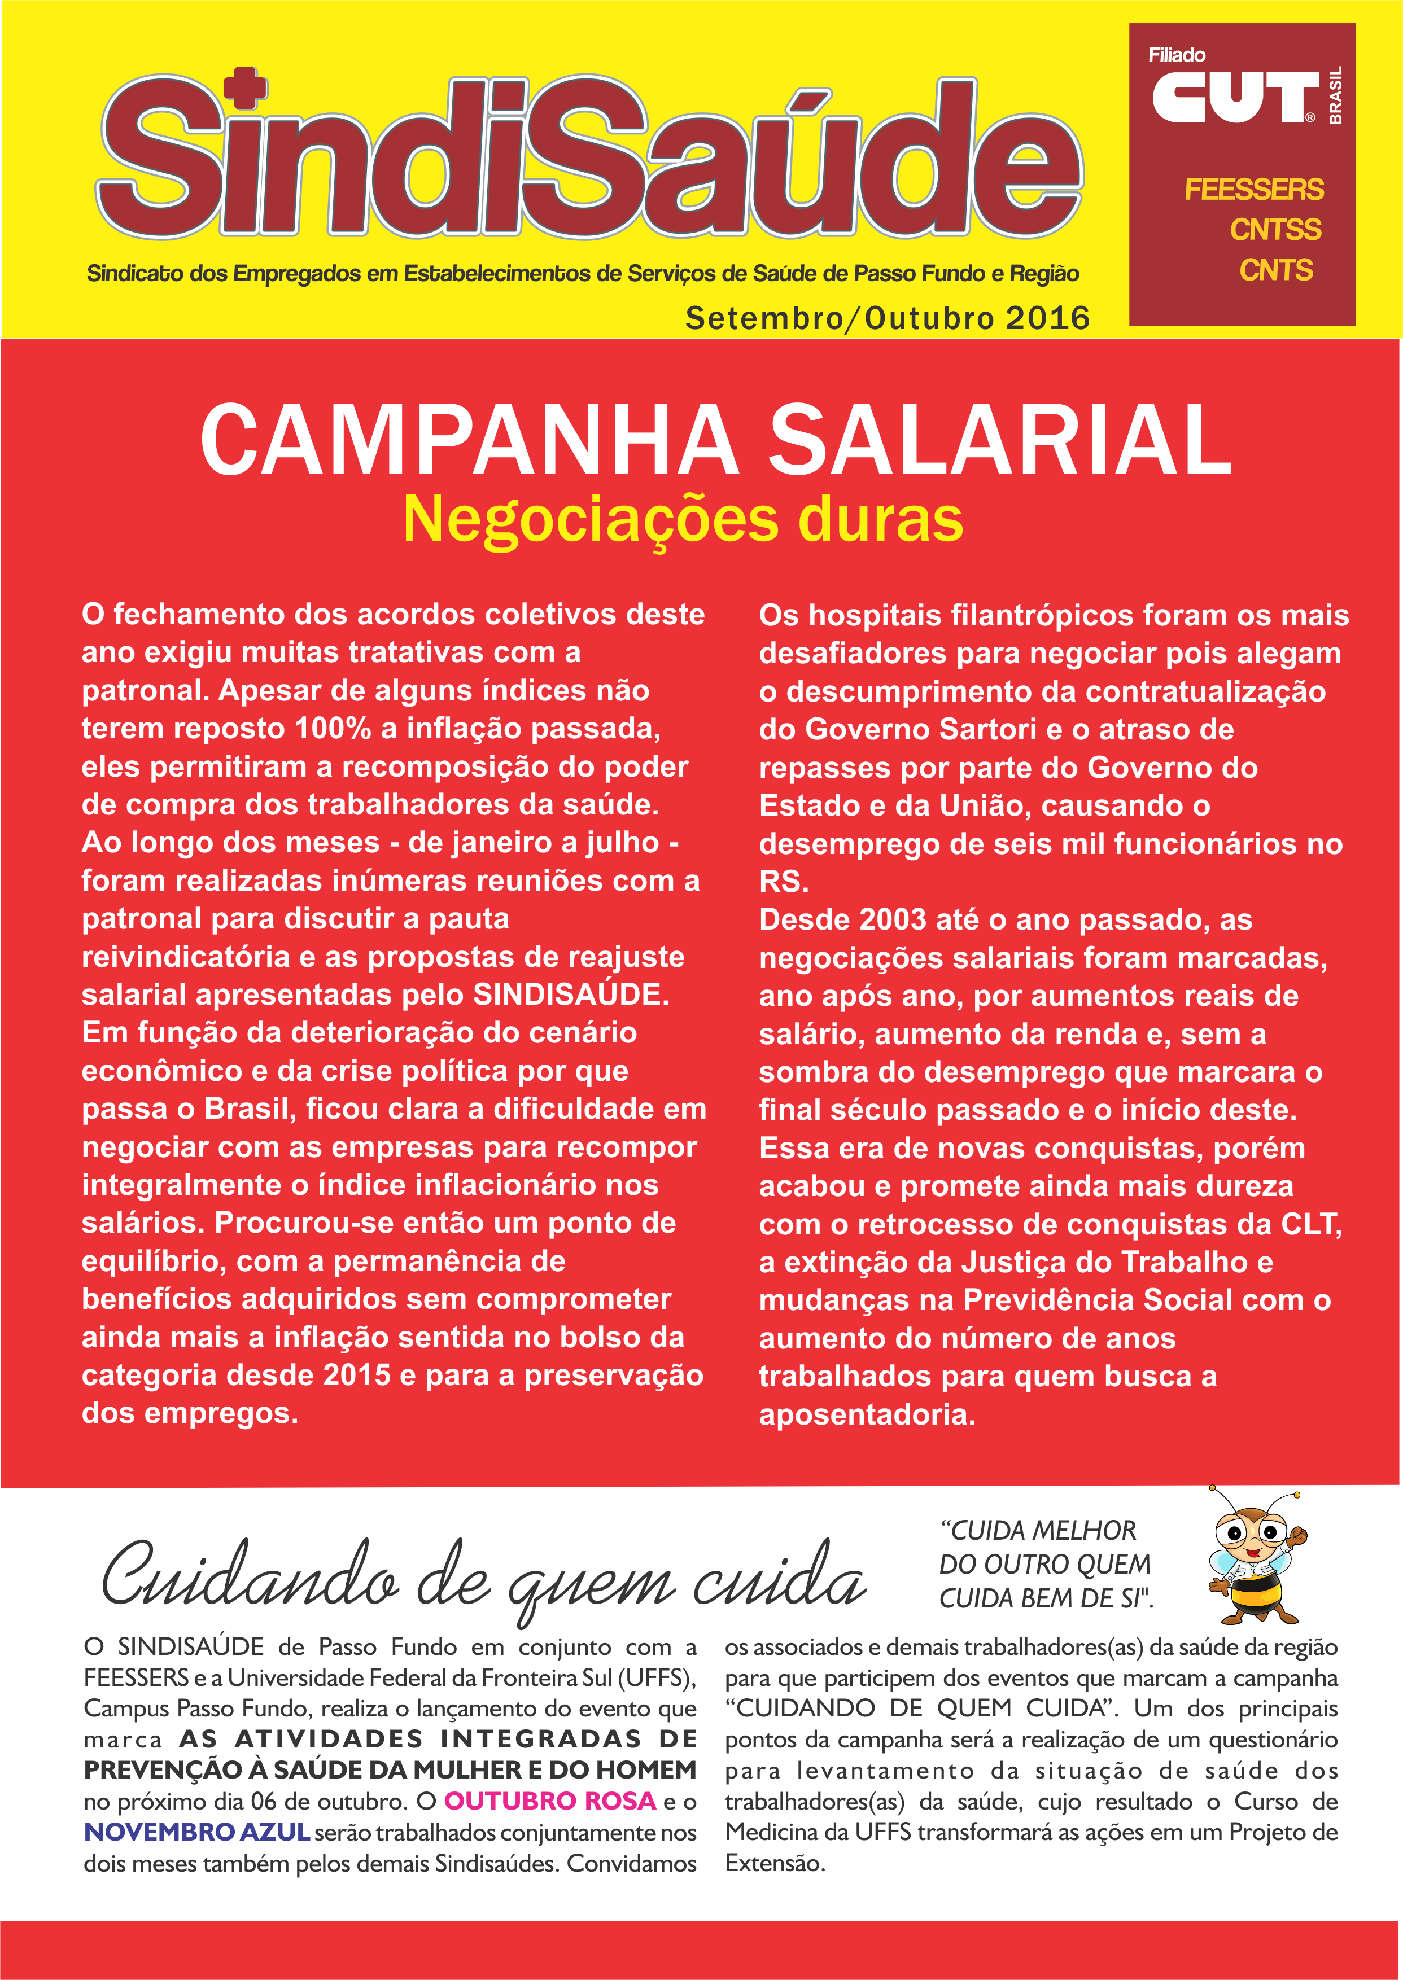 SindiSaúde
Sindicato dos Empregados em Estabelecimentos de Serviços de Saúde de Passo Fundo e Região
Setembro/Outubro 2016
Filiado
CUT®
BRASIL
FEESSERS
CNTSS
CNTS
CAMPANHA SALARIAL
Negociações duras
O fechamento dos acordos coletivos deste
ano exigiu muitas tratativas com a
patronal. Apesar de alguns índices não
terem reposto 100% a inflação passada,
eles permitiram a recomposição do poder
de compra dos trabalhadores da saúde.
Ao longo dos meses - de janeiro a julho -
foram realizadas inúmeras reuniões com a
patronal para discutir a pauta
reivindicatória e as propostas de reajuste
salarial apresentadas pelo SINDISAÚDE.
Em função da deterioração do cenário
econômico e da crise política por que
passa o Brasil, ficou clara a dificuldade em
negociar com as empresas para recompor
integralmente o índice inflacionário nos
salários. Procurou-se então um ponto de
equilíbrio, com a permanência de
benefícios adquiridos sem comprometer
ainda mais a inflação sentida no bolso da
categoria desde 2015 e para a preservação
dos empregos.
Os hospitais filantrópicos foram os mais
desafiadores para negociar pois alegam
o descumprimento da contratualização
do Governo Sartori e o atraso de
repasses por parte do Governo do
Estado e da União, causando o
desemprego de seis mil funcionários no
RS.
Desde 2003 até o ano passado, as
negociações salariais foram marcadas,
ano após ano, por aumentos reais de
salário, aumento da renda e, sem a
sombra do desemprego que marcara o
final século passado e o início deste.
Essa era de novas conquistas, porém
acabou e promete ainda mais dureza
com o retrocesso de conquistas da CLT,
a extinção da Justiça do Trabalho e
mudanças na Previdência Social com o
aumento do número de anos
trabalhados para quem busca a
aposentadoria.
Cuidando de quem cuida
“CUIDA MELHOR
DO OUTRO QUEM
CUIDA BEM DE SI".
O SINDISAÚDE de Passo Fundo em conjunto com a
FEESSERS e a Universidade Federal da Fronteira Sul (UFFS),
Campus Passo Fundo, realiza o lançamento do evento que
marca AS ATIVIDADES INTEGRADAS DE
PREVENÇÃO À SAÚDE DA MULHER E DO HOMEM
no próximo dia 06 de outubro. O OUTUBRO ROSA e o
NOVEMBRO AZUL serão trabalhados conjuntamente nos
dois meses também pelos demais Sindisaúdes. Convidamos
os associados e demais trabalhadores(as) da saúde da região
para que participem dos eventos que marcam a campanha
“CUIDANDO DE QUEM CUIDA”. Um dos principais
pontos da campanha será a realização de um questionário
para levantamento da situação de saúde dos
trabalhadores(as) da saúde, cujo resultado o Curso de
Medicina da UFFS transformará as ações em um Projeto de
Extensão.